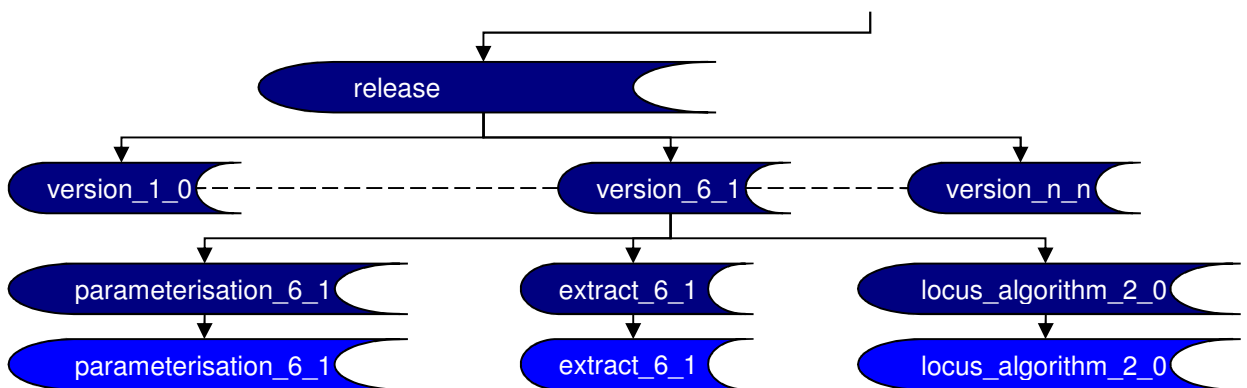 release
version_1_0
version_6_1
version_n_n
parameterisation_6_1
extract_6_1
locus_algorithm_2_0
parameterisation_6_1
extract_6_1
locus_algorithm_2_0